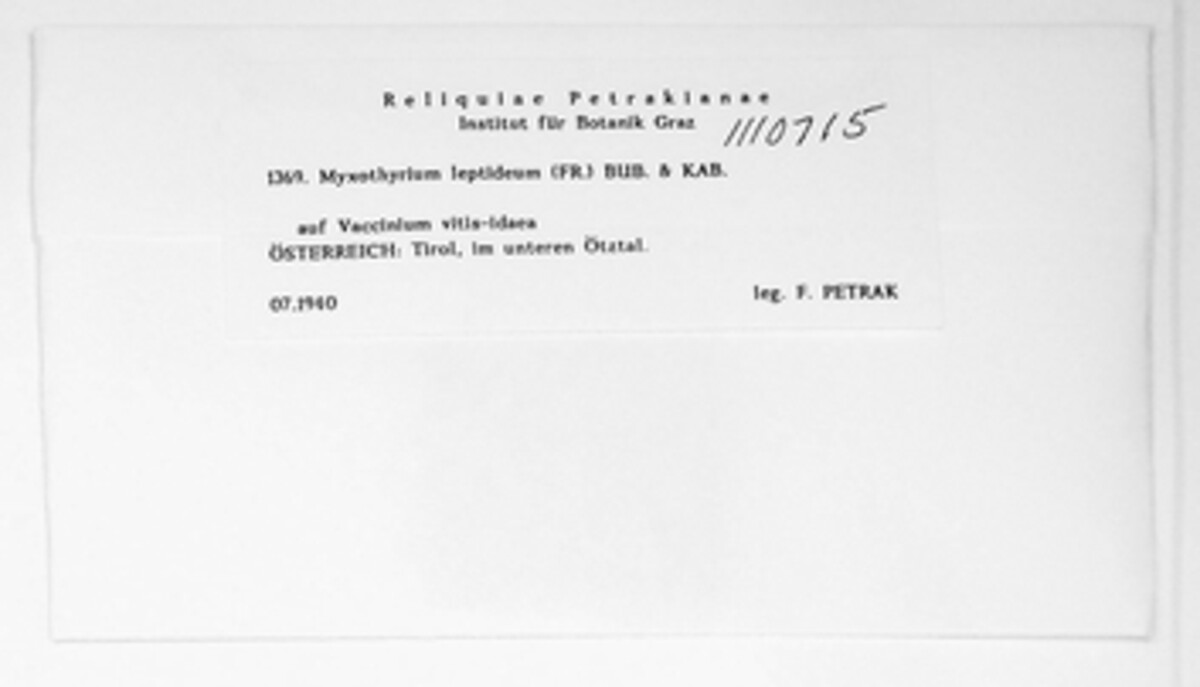 Reliquiae Petrakianae
Institut für Botanik Graz 1110715
1369. Myxothyrium leptideum (FR.) BUB. & KAB.
auf Vaccinium vitis-idaea
ÖSTERREICH: Tirol, im unteren Ötztal.
07.1940
leg. F. PETRAK